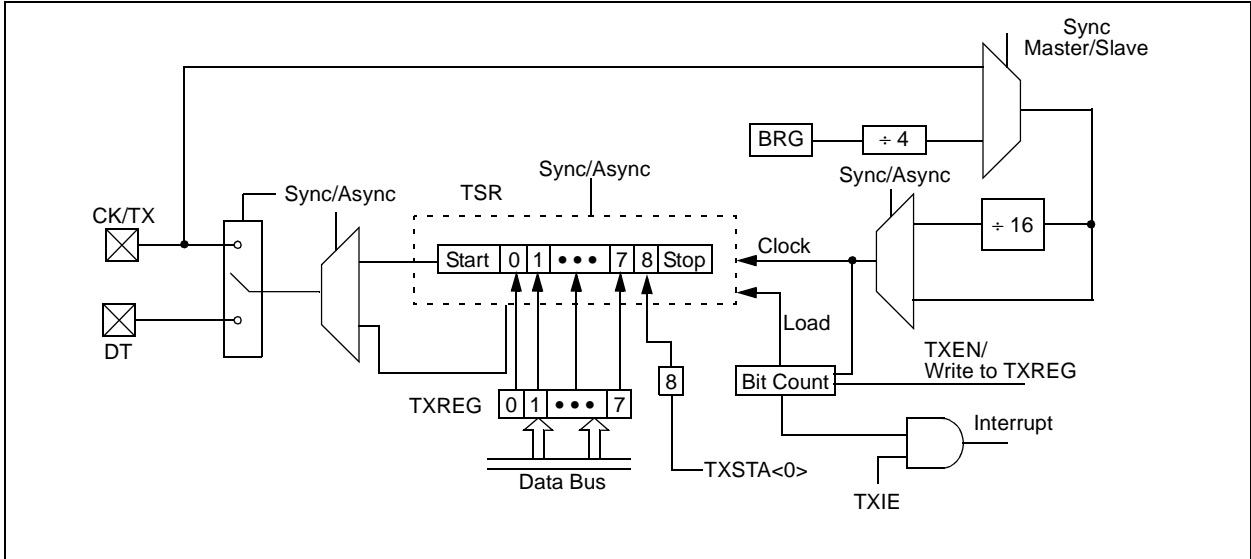 Sync
Master/Slave
BRG
÷ 4
Sync/Async
TSR
Sync/Async
Sync/Async
CK/TX
÷ 16
Start 0 1 ••• 7 8 Stop
Clock
Load
DT
TXEN/
Write to TXREG
8
Bit Count
TXREG 0 1 ••• 7
Interrupt
TXSTA<0>
Data Bus
TXIE